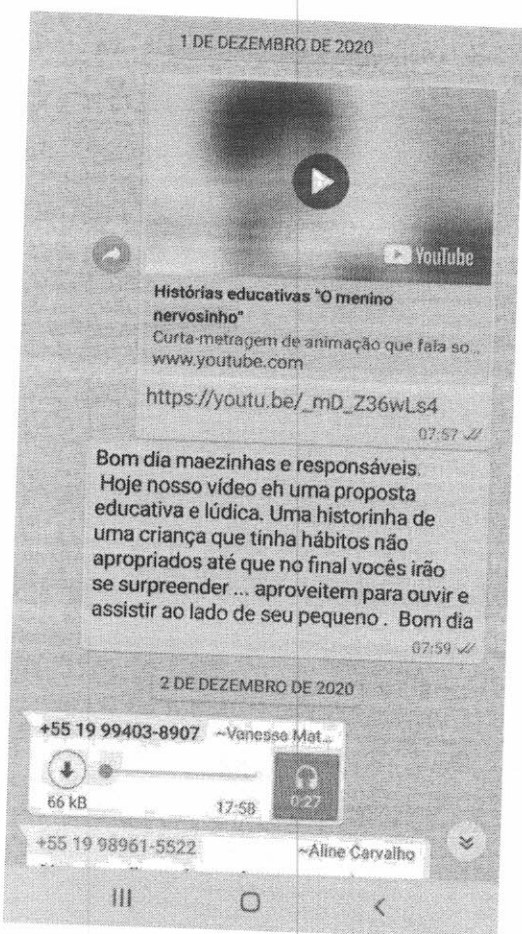 1 DE DEZEMBRO DE 2020
YouTube
Histórias educativas "O menino
nervosinho"
Curta-metragem de animação que fala so...
www.youtube.com
https://youtu.be/_mD_Z36wLs4
07:57
Bom dia maezinhas e responsáveis.
Hoje nosso vídeo eh uma proposta
educativa e lúdica. Uma historinha de
uma criança que tinha hábitos não
apropriados até que no final vocês irão
se surpreender ... aproveitem para ouvir e
assistir ao lado de seu pequeno . Bom dia
07:59
2 DE DEZEMBRO DE 2020
+55 19 99403-8907 ~Vanessa Mat...
0:27
66 kB 17:58
+55 19 98961-5522 ~Aline Carvalho